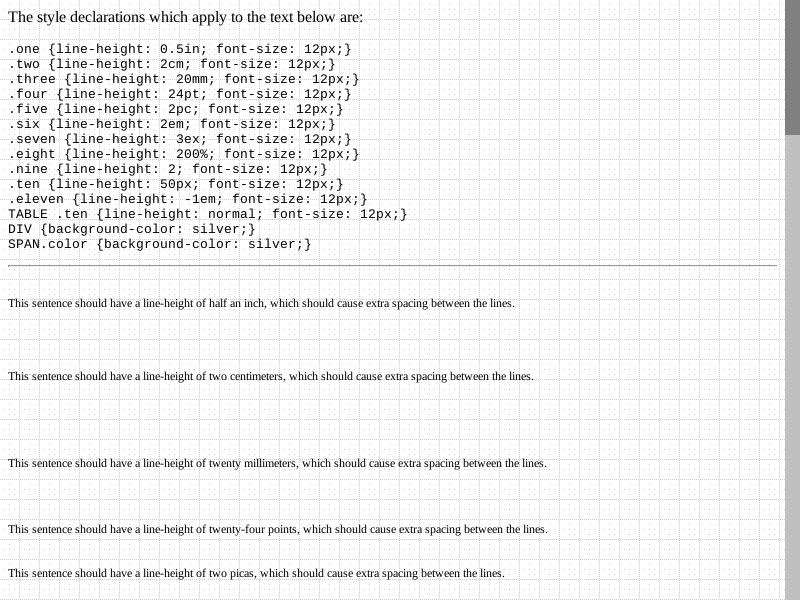 The style declarations which apply to the text below are:
.one {line-height: 0.5in; font-size: 12px;}
.two {line-height: 2cm; font-size: 12px;}
.three {line-height: 20mm; font-size: 12px;}
.four {line-height: 24pt; font-size: 12px;}
.five {line-height: 2pc; font-size: 12px;}
.six {line-height: 2em; font-size: 12px;}
.seven {line-height: 3ex; font-size: 12px;}
.eight {line-height: 200%; font-size: 12px;}
.nine {line-height: 2; font-size: 12px;}
.ten {line-height: 50px; font-size: 12px;}
.eleven {line-height: -1em; font-size: 12px;}
TABLE .ten {line-height: normal; font-size: 12px;}
DIV {background-color: silver;}
SPAN.color {background-color: silver;}
This sentence should have a line-height of half an inch, which should cause extra spacing between the lines.
This sentence should have a line-height of two centimeters, which should cause extra spacing between the lines.
This sentence should have a line-height of twenty millimeters, which should cause extra spacing between the lines.
This sentence should have a line-height of twenty-four points, which should cause extra spacing between the lines.
This sentence should have a line-height of two picas, which should cause extra spacing between the lines.